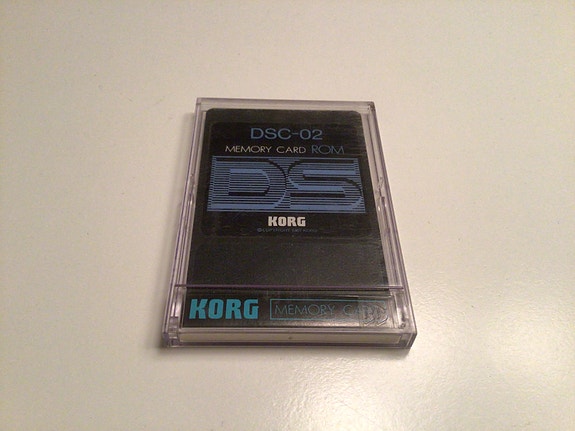 DSC-02
MEMORY CARD ROM
DS
KORG
KORG MEMORY